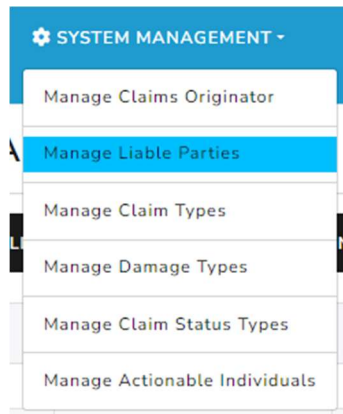 SYSTEM MANAGEMENT
Manage Claims Originator
Manage Liable Parties
Manage Claim Types
Manage Damage Types
Manage Claim Status Types
Manage Actionable Individuals